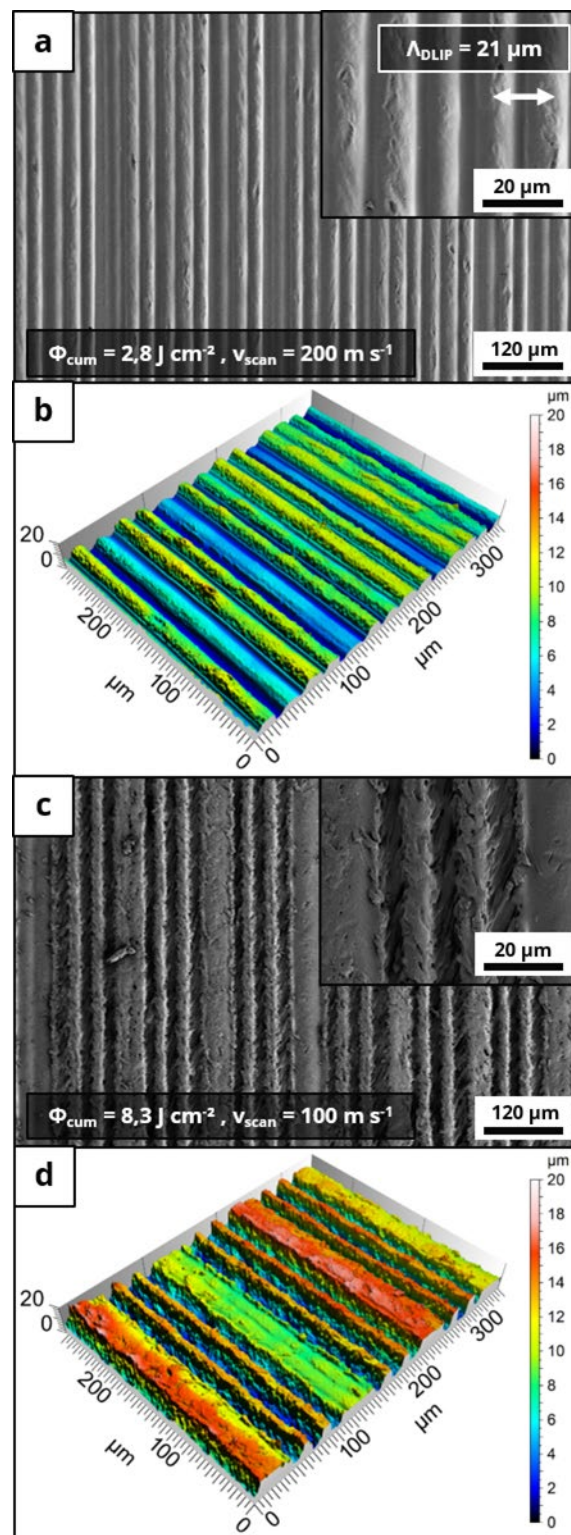 a
ΛDLIP = 21 µm
20 µm
Φcum = 2,8 J cm⁻² , vscan = 200 m s⁻¹
120 µm
b
µm
20
18
16
14
12
10
8
6
4
2
0
20
0
200
100
0
µm
0
100
200
300
µm
c
20 µm
Φcum = 8,3 J cm⁻² , vscan = 100 m s⁻¹
120 µm
d
µm
20
18
16
14
12
10
8
6
4
2
0
20
0
200
100
0
µm
0
100
200
300
µm